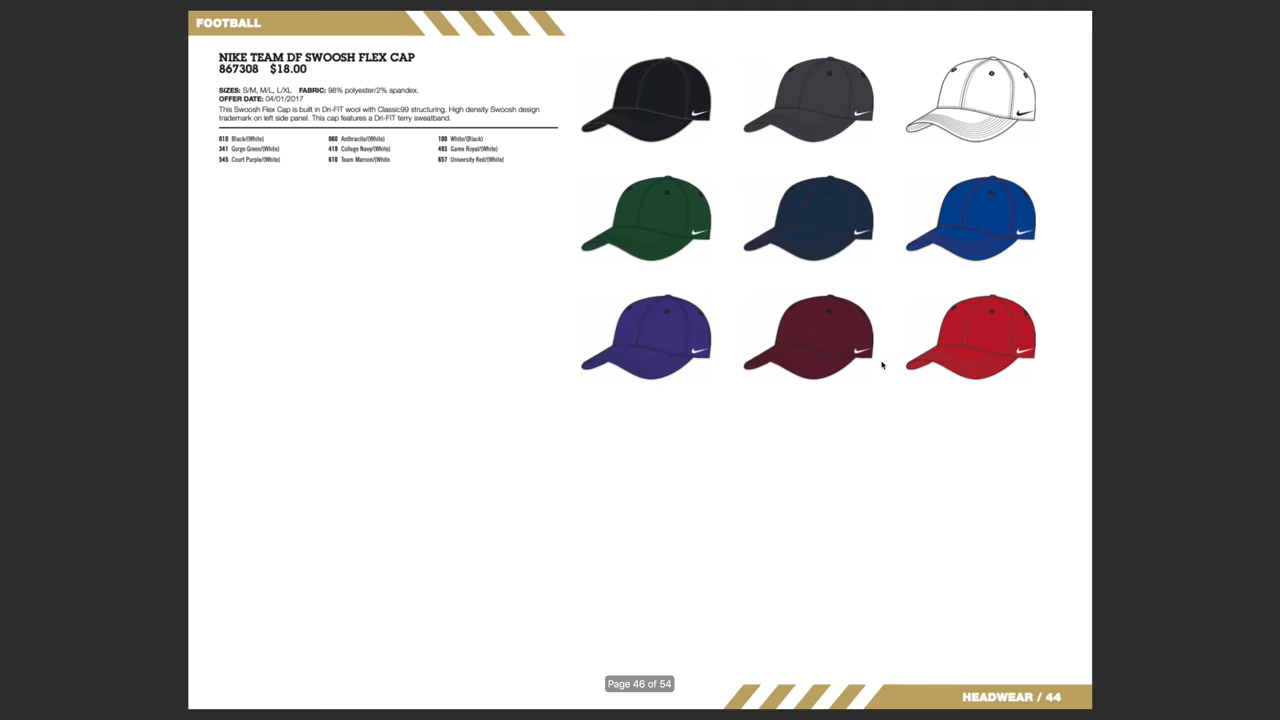 FOOTBALL
NIKE TEAM DF SWOOSH FLEX CAP
867308 $18.00
SIZES: S/M, M/L, L/XL FABRIC: 98% polyester/2% spandex.
OFFER DATE: 04/01/2017
This Swoosh Flex Cap is built in Dri-FIT wool with Classic99 structuring. High density Swoosh design
trademark on left side panel. This cap features a Dri-FIT terry sweatband.
010 Black/(White) 060 Anthracite/(White) 100 White/(Black)
341 Gorge Green/(White) 419 College Navy/(White) 493 Game Royal/(White)
545 Court Purple/(White) 610 Team Maroon/(White 657 University Red/(White)
Page 46 of 54
HEADWEAR / 44